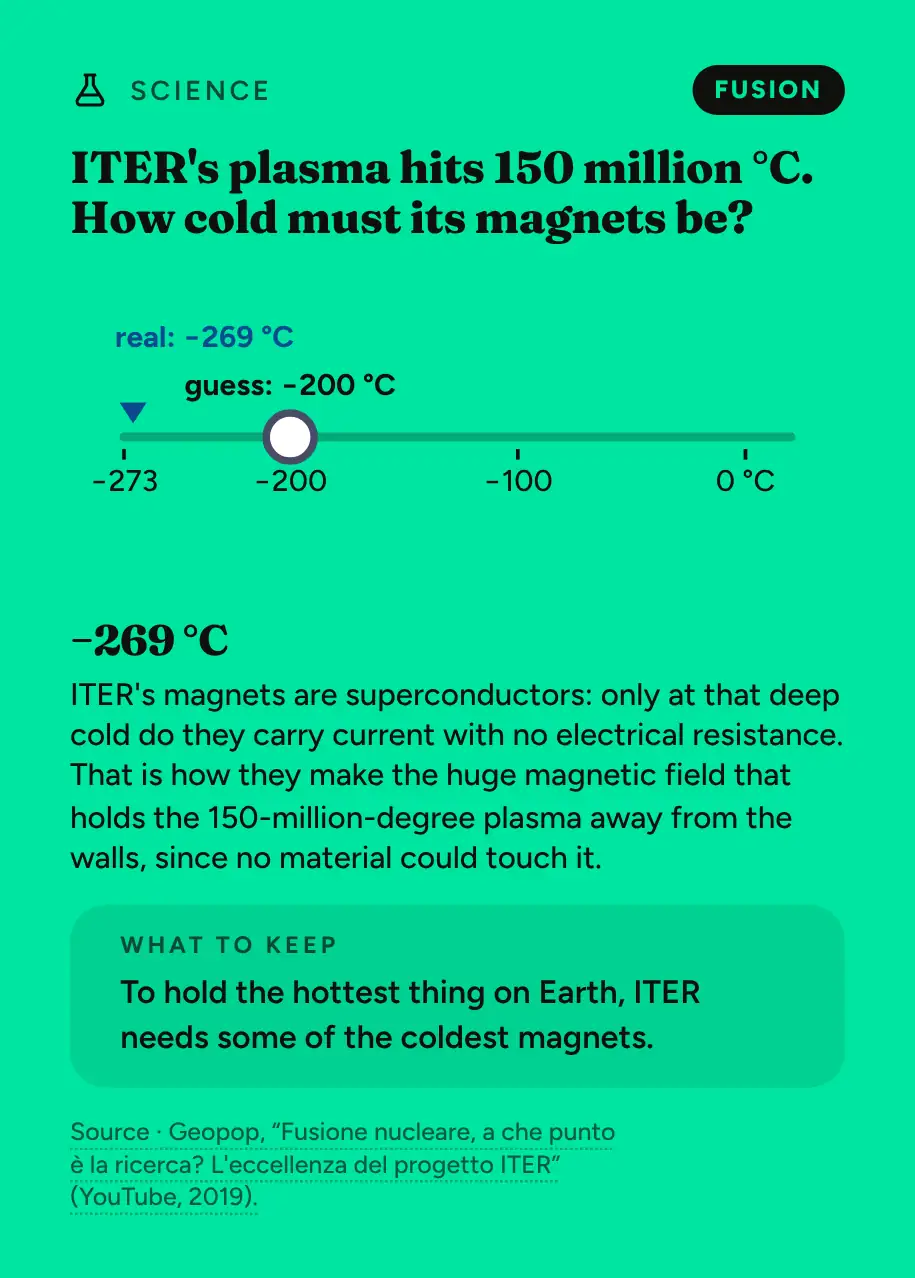 SCIENCE
FUSION
ITER's plasma hits 150 million °C.
How cold must its magnets be?
real: −269 °C
guess: −200 °C
−273
−200
−100
0 °C
−269 °C
ITER's magnets are superconductors: only at that deep
cold do they carry current with no electrical resistance.
That is how they make the huge magnetic field that
holds the 150-million-degree plasma away from the
walls, since no material could touch it.
WHAT TO KEEP
To hold the hottest thing on Earth, ITER
needs some of the coldest magnets.
Source · Geopop, “Fusione nucleare, a che punto
è la ricerca? L'eccellenza del progetto ITER”
(YouTube, 2019).